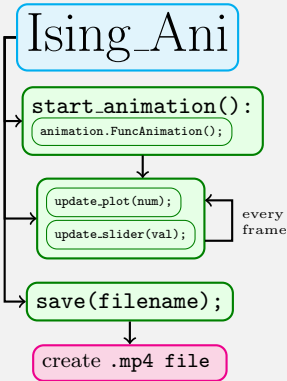 Ising_Ani
start_animation():
animation.FuncAnimation();
update_plot(num);
update_slider(val);
every
frame
save(filename);
create .mp4 file